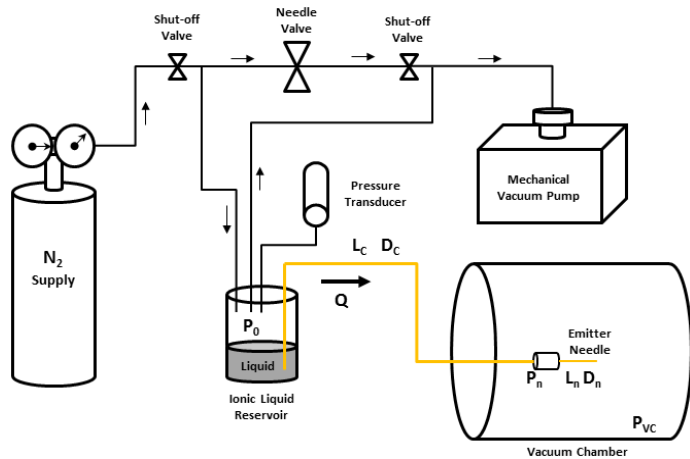 Shut-off
Valve
Needle
Valve
Shut-off
Valve
N2
Supply
Pressure
Transducer
Mechanical
Vacuum Pump
LC DC
Q
P0
Liquid
Ionic Liquid
Reservoir
Emitter
Needle
Pn Ln Dn
PVC
Vacuum Chamber